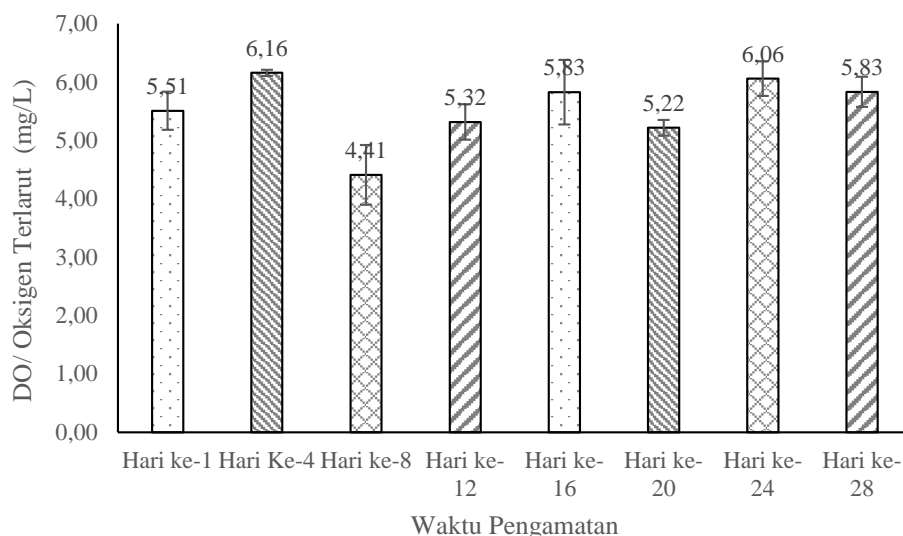 DO/ Oksigen Terlarut (mg/L)
7,00
6,00
5,00
4,00
3,00
2,00
1,00
0,00
5,51
6,16
4,41
5,32
5,83
5,22
6,06
5,83
Hari ke-1
Hari Ke-4
Hari ke-8
Hari ke-
12
Hari ke-
16
Hari ke-
20
Hari ke-
24
Hari ke-
28
Waktu Pengamatan